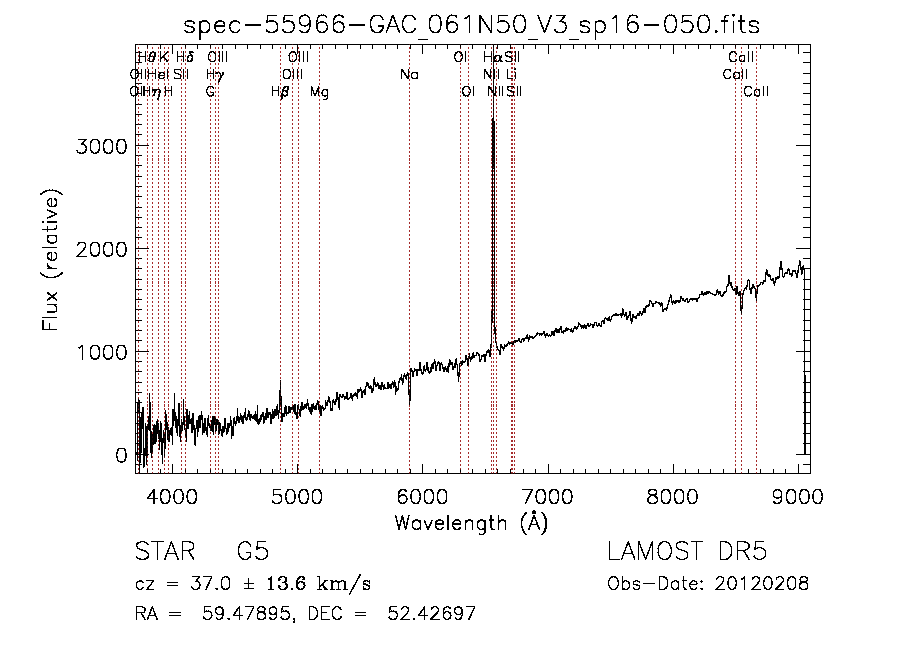 spec-55966-GAC_061N50_V3_sp16-050.fits
Hθ K Hδ OIII OIII OI Hα SII CaII
OII HeI SII Hγ OIII Na NII Li CaII
OII Hη H G Hβ Mg OI NII SII CaII
3000
2000
1000
0
Flux (relative)
4000 5000 6000 7000 8000 9000
Wavelength (Å)
STAR G5 LAMOST DR5
cz = 37.0 ± 13.6 km/s Obs-Date: 20120208
RA = 59.47895, DEC = 52.42697